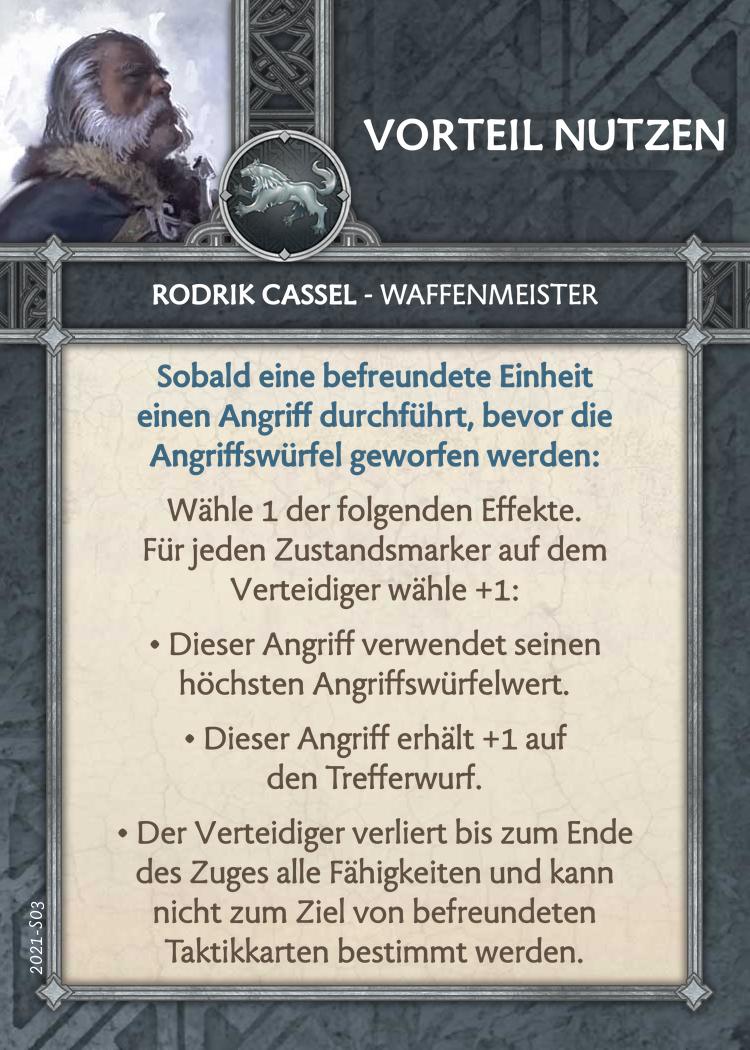 VORTEIL NUTZEN
RODRIK CASSEL - WAFFENMEISTER
Sobald eine befreundete Einheit
einen Angriff durchführt, bevor die
Angriffswürfel geworfen werden:
Wähle 1 der folgenden Effekte.
Für jeden Zustandsmarker auf dem
Verteidiger wähle +1:
• Dieser Angriff verwendet seinen
höchsten Angriffswürfelwert.
• Dieser Angriff erhält +1 auf
den Trefferwurf.
• Der Verteidiger verliert bis zum Ende
des Zuges alle Fähigkeiten und kann
nicht zum Ziel von befreundeten
Taktikkarten bestimmt werden.
2021-S03